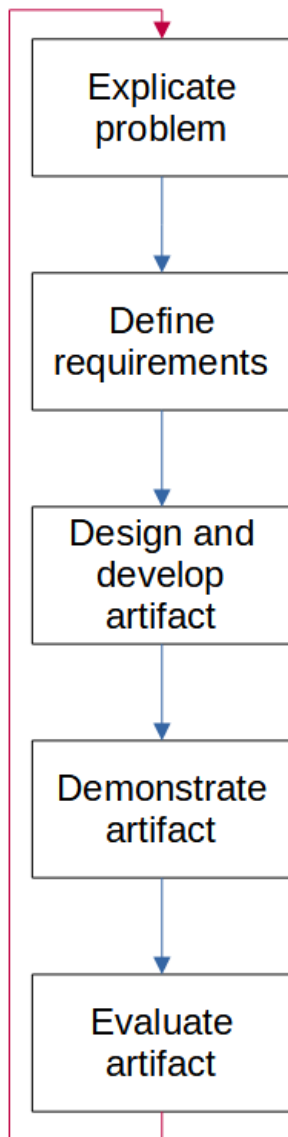 Explicate
problem
Define
requirements
Design and
develop
artifact
Demonstrate
artifact
Evaluate
artifact